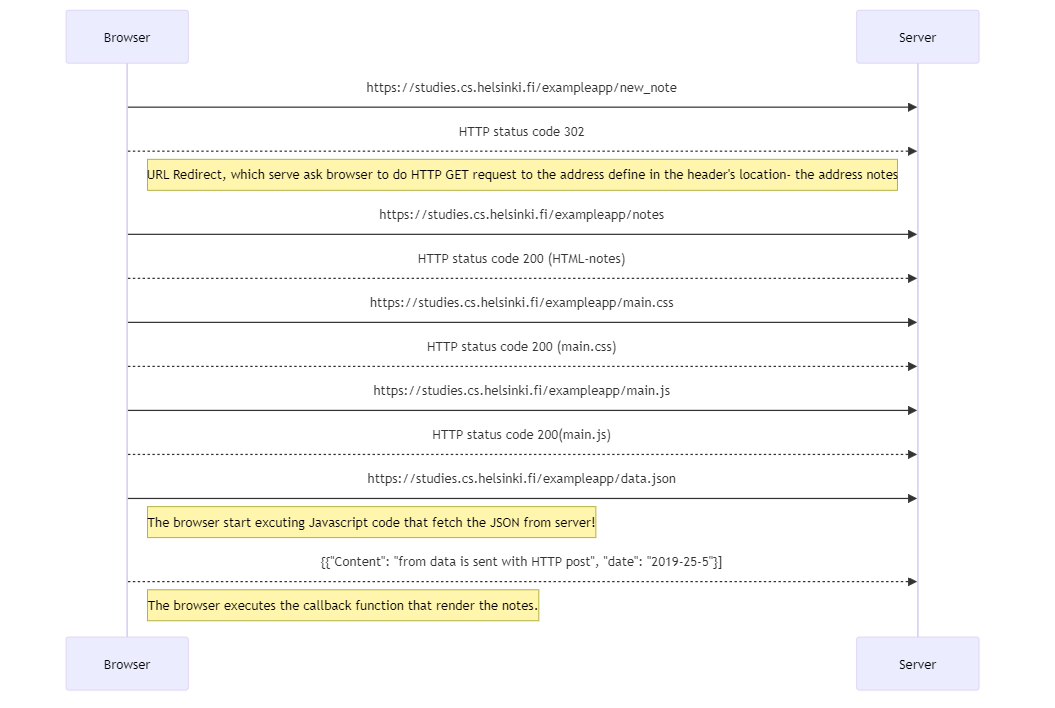 Browser
Server
https://studies.cs.helsinki.fi/exampleapp/new_note
HTTP status code 302
URL Redirect, which serve ask browser to do HTTP GET request to the address define in the header's location- the address notes
https://studies.cs.helsinki.fi/exampleapp/notes
HTTP status code 200 (HTML-notes)
https://studies.cs.helsinki.fi/exampleapp/main.css
HTTP status code 200 (main.css)
https://studies.cs.helsinki.fi/exampleapp/main.js
HTTP status code 200(main.js)
https://studies.cs.helsinki.fi/exampleapp/data.json
The browser start excuting Javascript code that fetch the JSON from server!
{{"Content": "from data is sent with HTTP post", "date": "2019-25-5"}]
The browser executes the callback function that render the notes.
Browser
Server